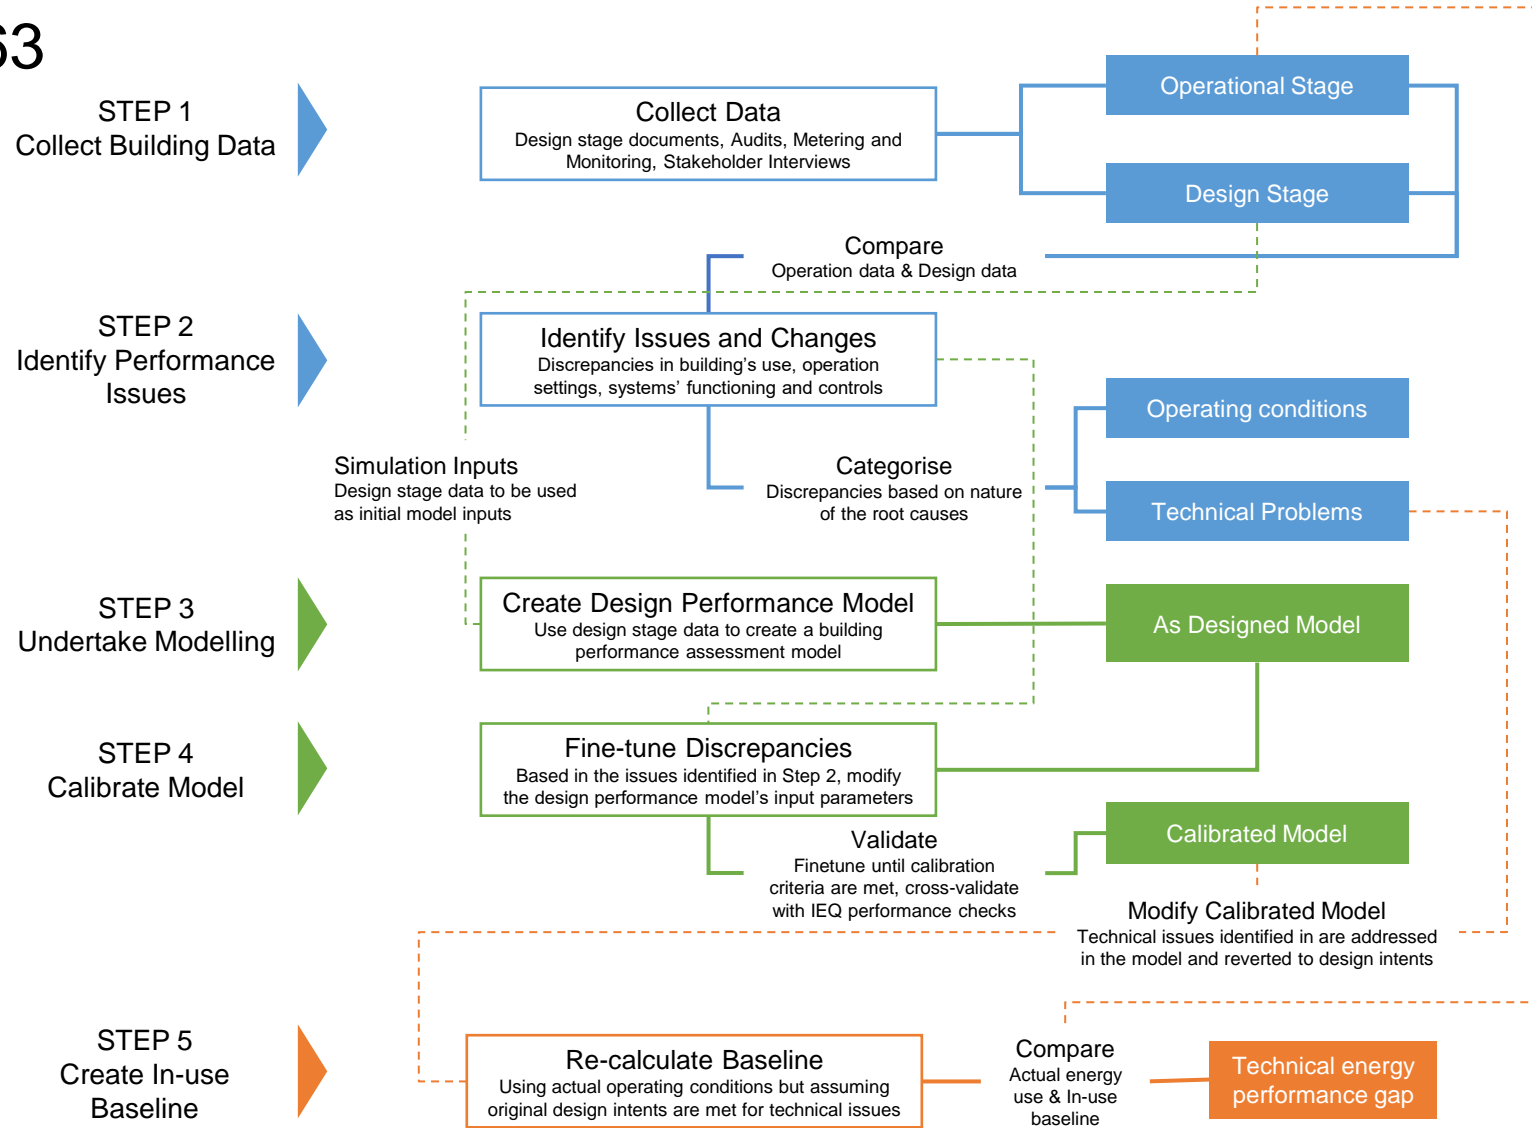 63
STEP 1
Collect Building Data
Collect Data
Design stage documents, Audits, Metering and
Monitoring, Stakeholder Interviews
Operational Stage
Design Stage
Compare
Operation data & Design data
STEP 2
Identify Performance
Issues
Identify Issues and Changes
Discrepancies in building's use, operation
settings, systems' functioning and controls
Operating conditions
Simulation Inputs
Design stage data to be used
as initial model inputs
Categorise
Discrepancies based on nature
of the root causes
Technical Problems
STEP 3
Undertake Modelling
Create Design Performance Model
Use design stage data to create a building
performance assessment model
As Designed Model
STEP 4
Calibrate Model
Fine-tune Discrepancies
Based in the issues identified in Step 2, modify
the design performance model's input parameters
Validate
Finetune until calibration
criteria are met, cross-validate
with IEQ performance checks
Calibrated Model
Modify Calibrated Model
Technical issues identified in are addressed
in the model and reverted to design intents
STEP 5
Create In-use
Baseline
Re-calculate Baseline
Using actual operating conditions but assuming
original design intents are met for technical issues
Compare
Actual energy
use & In-use
baseline
Technical energy
performance gap